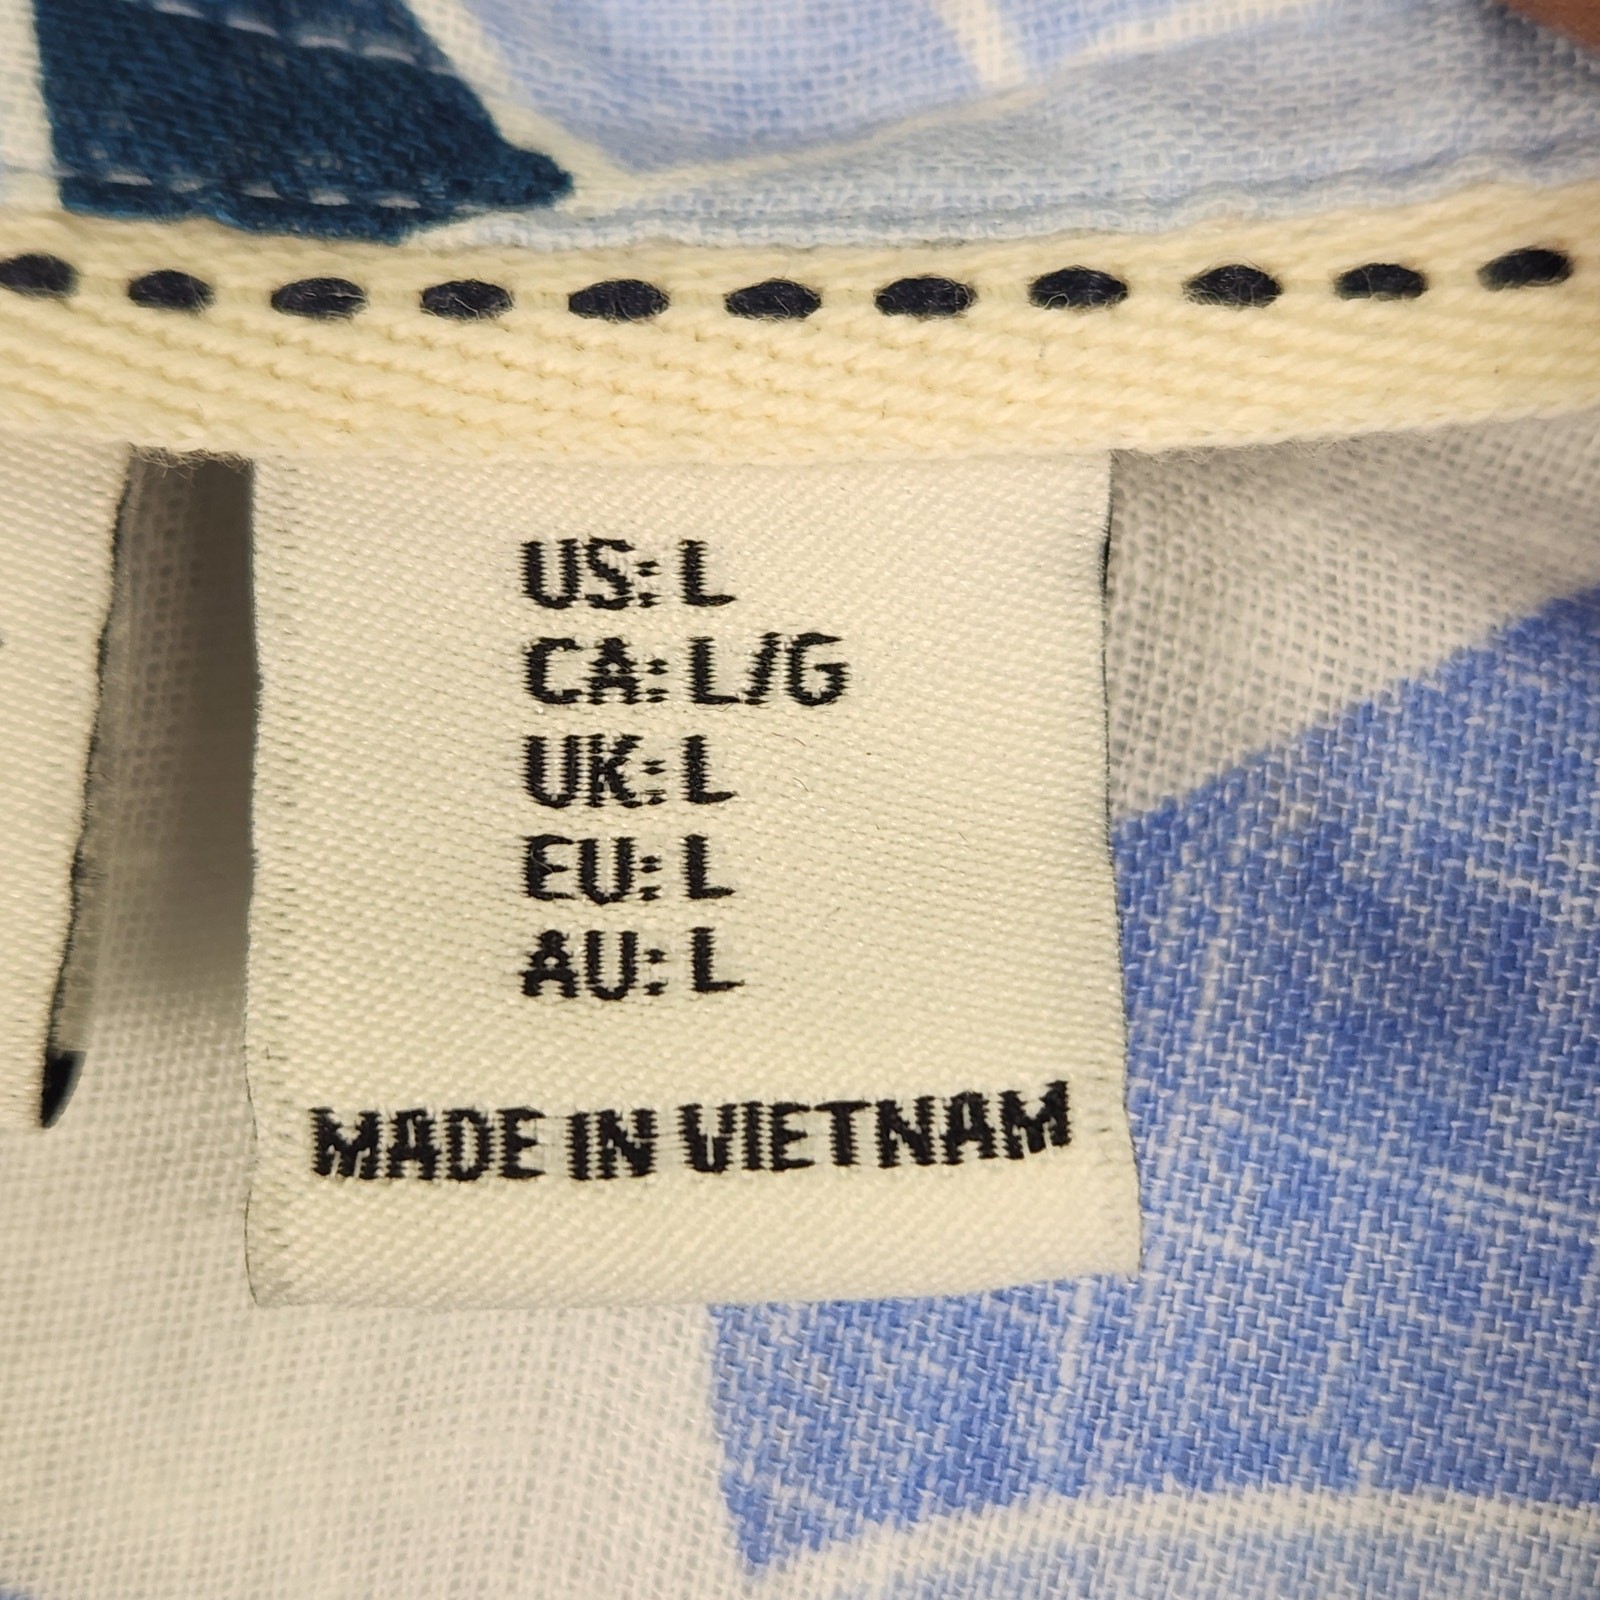 US: L
CA: L/G
UK: L
EU: L
AU: L
MADE IN VIETNAM